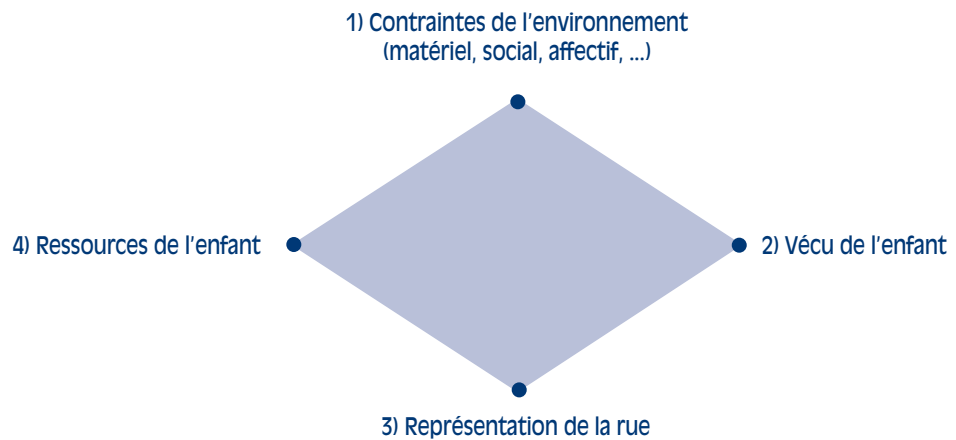 1) Contraintes de l'environnement
(matériel, social, affectif, ...)
4) Ressources de l'enfant
2) Vécu de l'enfant
3) Représentation de la rue